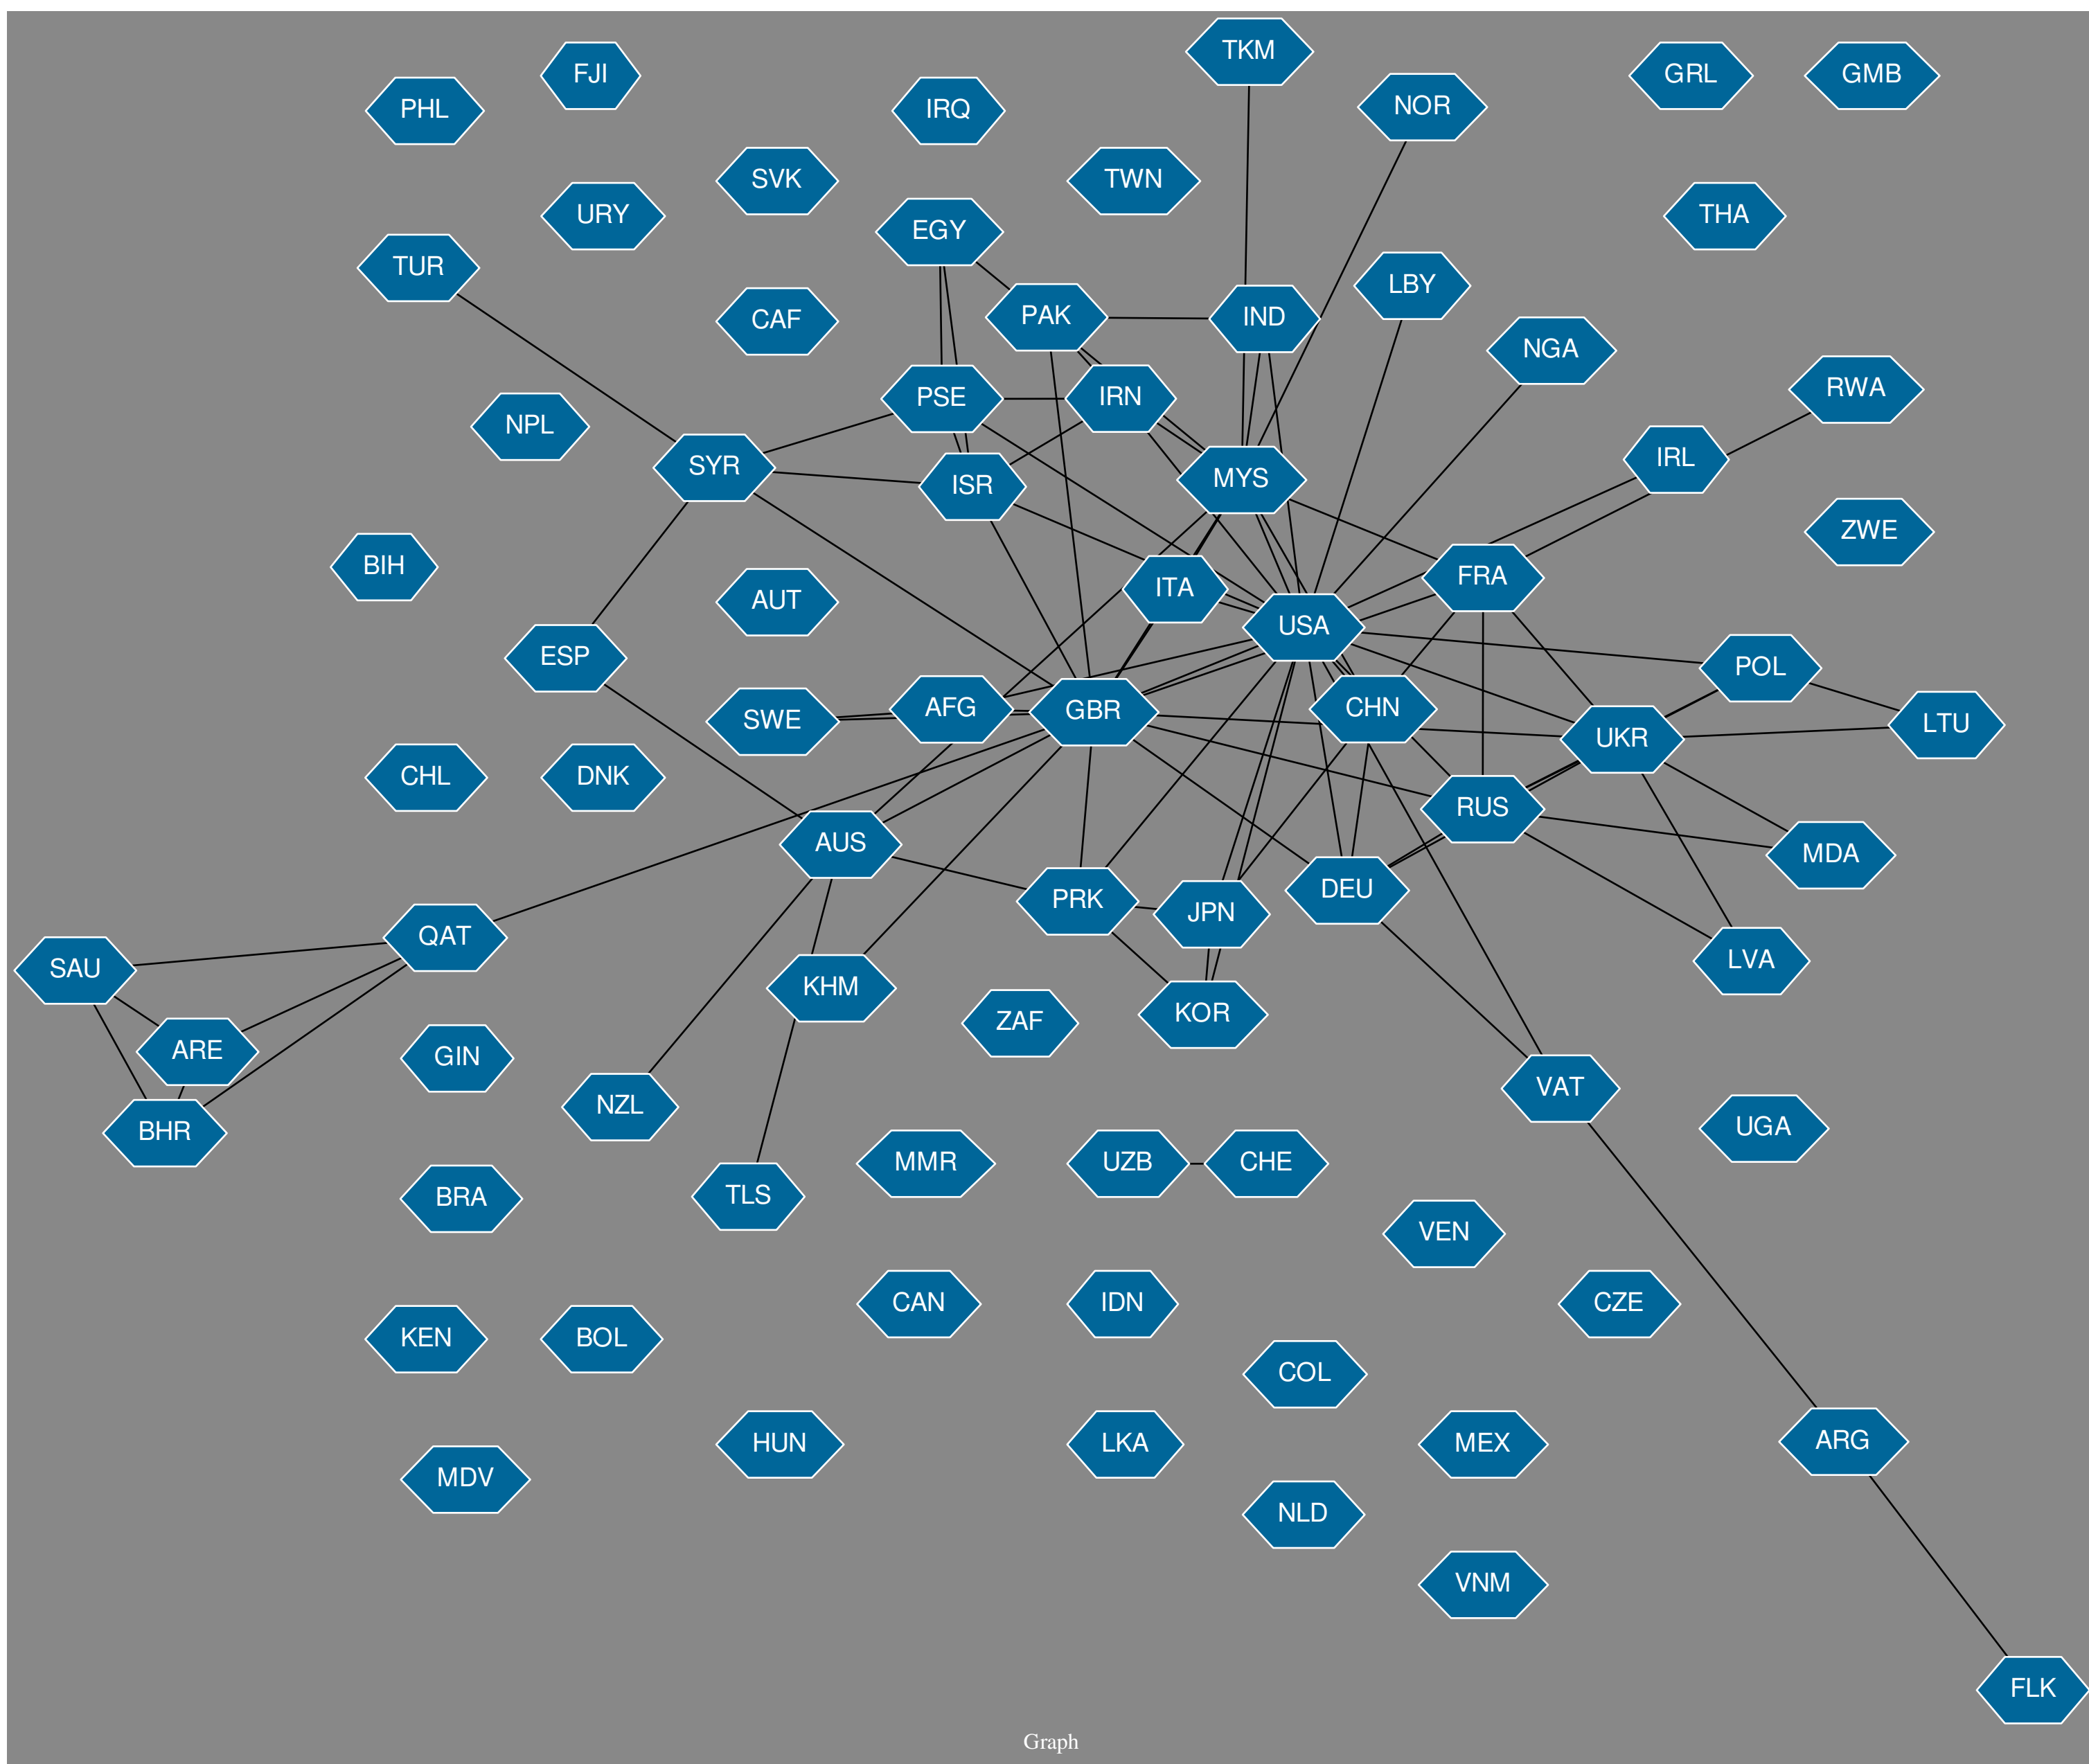 TKM
FJI
GRL
GMB
PHL
IRQ
NOR
SVK
TWN
URY
THA
EGY
TUR
LBY
CAF
PAK
IND
NGA
RWA
PSE
IRN
NPL
IRL
SYR
MYS
ISR
ZWE
BIH
FRA
ITA
AUT
USA
ESP
POL
AFG
GBR
CHN
SWE
LTU
UKR
CHL
DNK
RUS
AUS
MDA
DEU
PRK
JPN
QAT
LVA
SAU
KHM
KOR
ZAF
ARE
GIN
VAT
NZL
UGA
BHR
MMR
UZB
CHE
BRA
TLS
VEN
CAN
IDN
CZE
KEN
BOL
COL
ARG
HUN
LKA
MEX
MDV
NLD
VNM
FLK
Graph